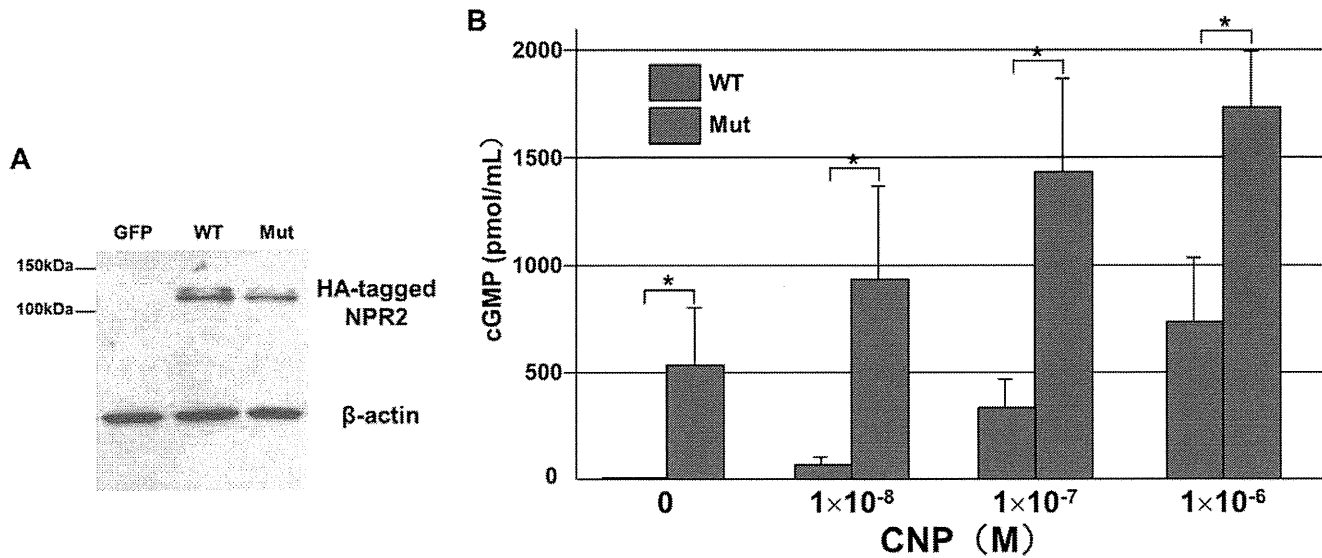 A
GFP WT Mut
150kDa
100kDa
HA-tagged
NPR2
β-actin
B
cGMP (pmol/mL)
2000
1500
1000
500
0
WT
Mut
*
*
*
*
0 1×10-8 1×10-7 1×10-6
CNP (M)